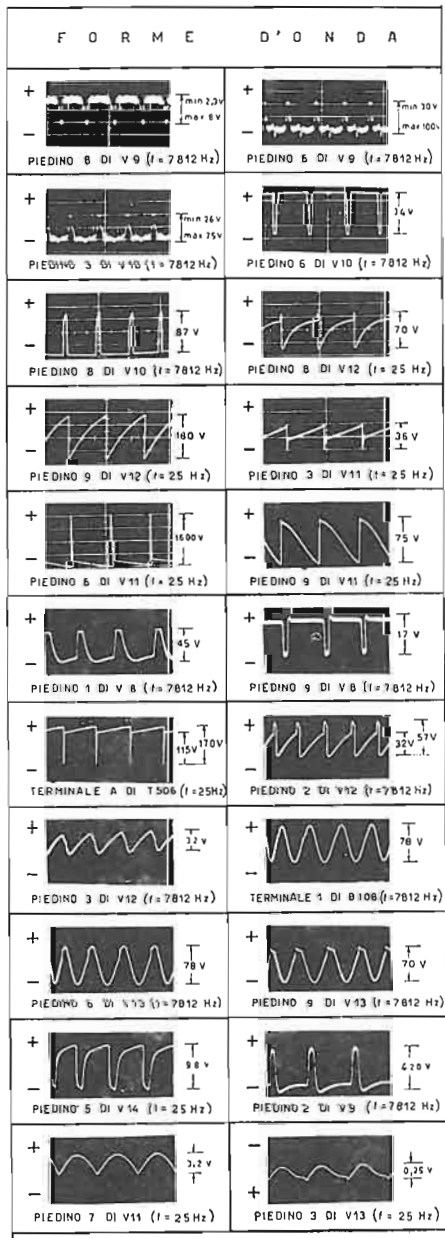 FORME D'ONDA
+ min 2,3V
- max 8V
PIEDINO 8 DI V9 (f = 7812 Hz)
+ min 30V
- max 100V
PIEDINO 6 DI V9 (f = 7812 Hz)
+ min 26V
- max 75V
PIEDINO 3 DI V10 (f = 7812 Hz)
+
- 34 V
PIEDINO 6 DI V10 (f = 7812 Hz)
+
- 87 V
PIEDINO 8 DI V10 (f = 7812 Hz)
+
- 70 V
PIEDINO 8 DI V12 (f = 25 Hz)
+
- 160 V
PIEDINO 9 DI V12 (f = 25 Hz)
+
- 36 V
PIEDINO 3 DI V11 (f = 25 Hz)
+
- 1600 V
PIEDINO 6 DI V11 (f = 25 Hz)
+
- 75 V
PIEDINO 9 DI V11 (f = 25 Hz)
+
- 45 V
PIEDINO 1 DI V8 (f = 7812 Hz)
+
- 17 V
PIEDINO 9 DI V8 (f = 7812 Hz)
+
- 115V 170V
TERMINALE A DI T506 (f = 25Hz)
+
- 32V 57V
PIEDINO 2 DI V12 (f = 7812 Hz)
+
- 32 V
PIEDINO 3 DI V12 (f = 7812 Hz)
+
- 78 V
TERMINALE 1 DI B108 (f = 7812 Hz)
+
- 78 V
PIEDINO 6 DI V13 (f = 7812 Hz)
+
- 70 V
PIEDINO 9 DI V13 (f = 7812 Hz)
+
- 98 V
PIEDINO 5 DI V14 (f = 25 Hz)
+
- 420 V
PIEDINO 2 DI V9 (f = 7812 Hz)
+
- 0,2 V
PIEDINO 7 DI V11 (f = 25 Hz)
-
+ 0,25 V
PIEDINO 3 DI V13 (f = 25 Hz)